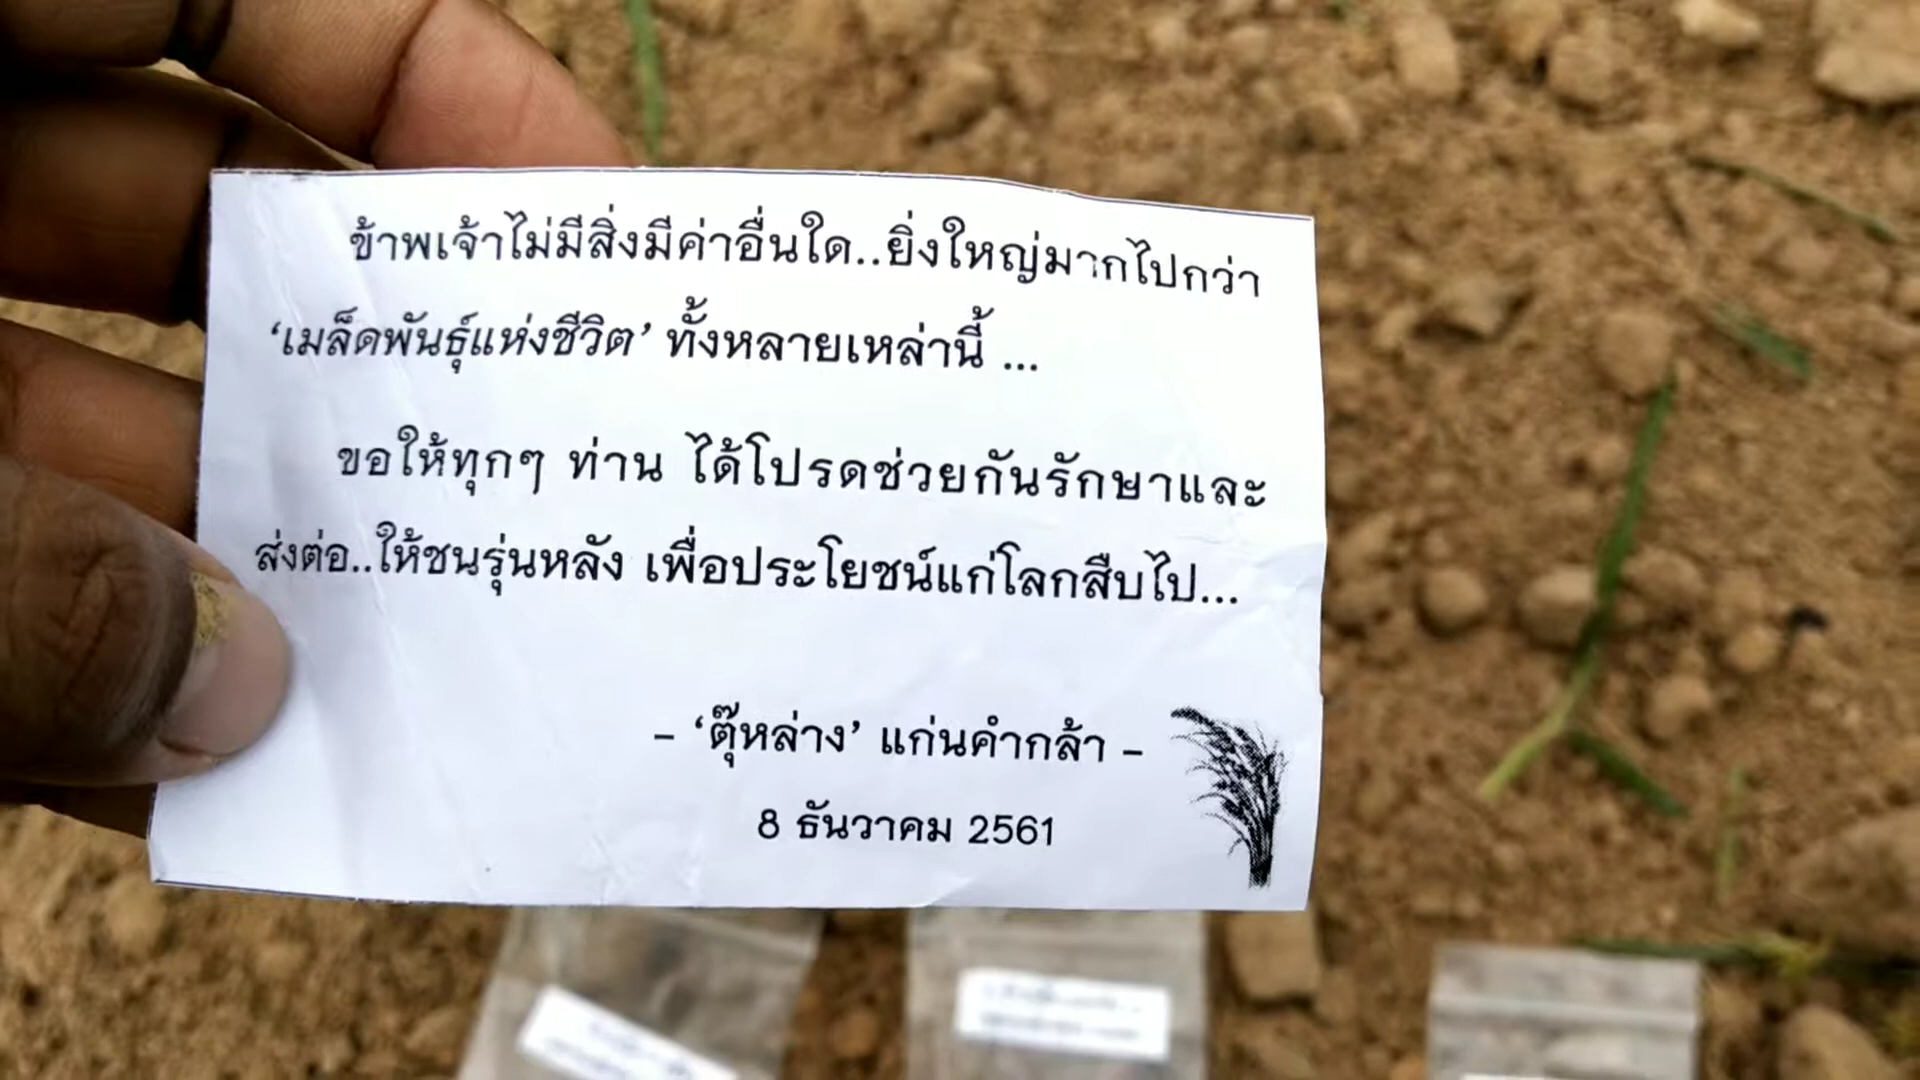 ข้าพเจ้าไม่มีสิ่งมีค่าอื่นใด..ยิ่งใหญ่มากไปกว่า
‘เมล็ดพันธุ์แห่งชีวิต’ ทั้งหลายเหล่านี้ ...
ขอให้ทุกๆ ท่าน ได้โปรดช่วยกันรักษาและ
ส่งต่อ..ให้ชนรุ่นหลัง เพื่อประโยชน์แก่โลกสืบไป...
– ‘ตุ๊หล่าง’ แก่นคำกล้า –
8 ธันวาคม 2561